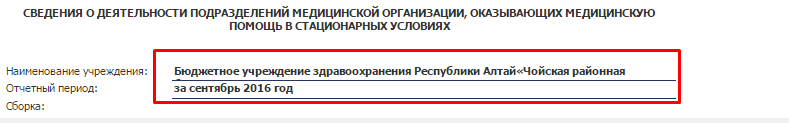 СВЕДЕНИЯ О ДЕЯТЕЛЬНОСТИ ПОДРАЗДЕЛЕНИЙ МЕДИЦИНСКОЙ ОРГАНИЗАЦИИ, ОКАЗЫВАЮЩИХ МЕДИЦИНСКУЮ
ПОМОЩЬ В СТАЦИОНАРНЫХ УСЛОВИЯХ
Наименование учреждения: Бюджетное учреждение здравоохранения Республики Алтай«Чойская районная
Отчетный период: за сентябрь 2016 год
Сборка: